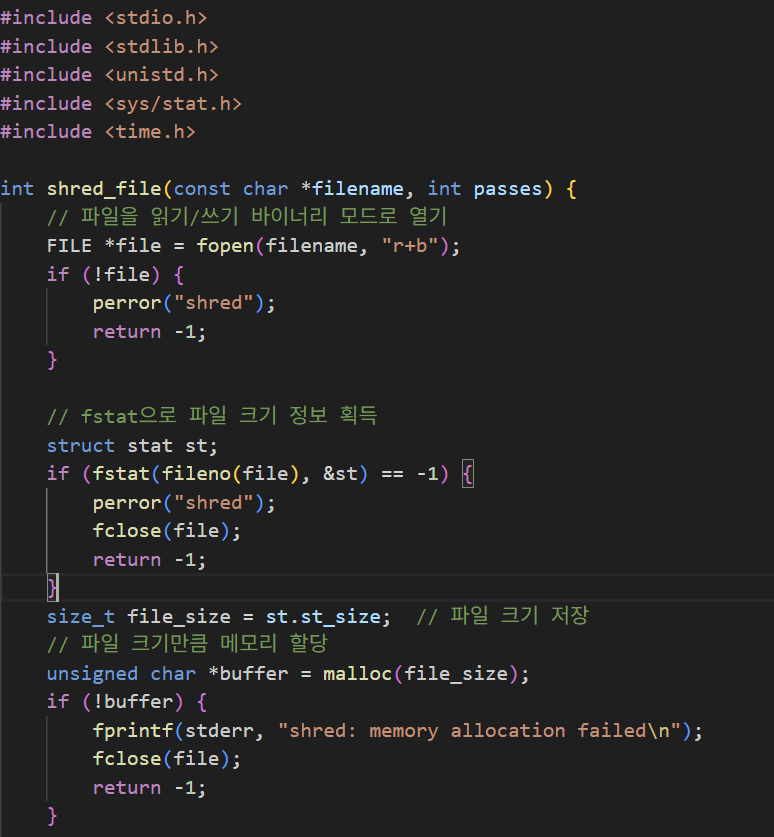 #include <stdio.h>
#include <stdlib.h>
#include <unistd.h>
#include <sys/stat.h>
#include <time.h>

int shred_file(const char *filename, int passes) {
    // 파일을 읽기/쓰기 바이너리 모드로 열기
    FILE *file = fopen(filename, "r+b");
    if (!file) {
        perror("shred");
        return -1;
    }

    // fstat으로 파일 크기 정보 획득
    struct stat st;
    if (fstat(fileno(file), &st) == -1) {
        perror("shred");
        fclose(file);
        return -1;
    }
    size_t file_size = st.st_size;  // 파일 크기 저장
    // 파일 크기만큼 메모리 할당
    unsigned char *buffer = malloc(file_size);
    if (!buffer) {
        fprintf(stderr, "shred: memory allocation failed\n");
        fclose(file);
        return -1;
    }